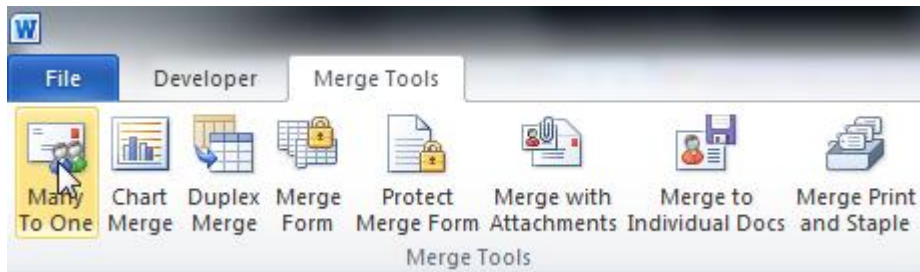 W
File Developer Merge Tools
Many Chart Duplex Merge Protect Merge with Merge to Merge Print
To One Merge Merge Form Merge Form Attachments Individual Docs and Staple
Merge Tools